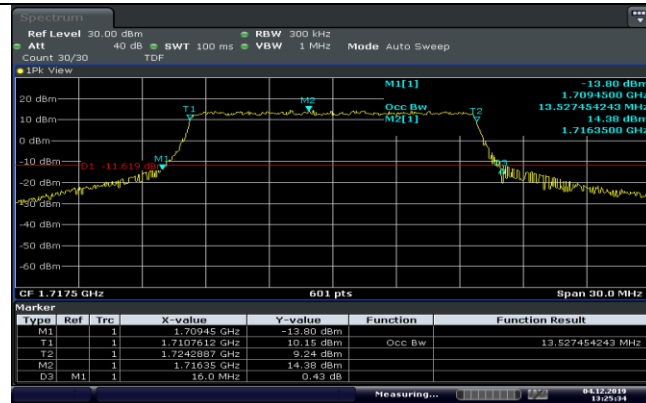 Spectrum
Ref Level 30.00 dBm RBW 300 kHz
Att 40 dB SWT 100 ms VBW 1 MHz Mode Auto Sweep
Count 30/30 TDF
1Pk View
M1[1] -13.80 dBm
1.7094500 GHz
Occ Bw 13.527454243 MHz
M2[1] 14.38 dBm
1.7163500 GHz
20 dBm
10 dBm
0 dBm
-10 dBm
-20 dBm
-30 dBm
-40 dBm
-50 dBm
-60 dBm
T1
M2
T2
M1
D1 -11.619 dBm
CF 1.7175 GHz 601 pts Span 30.0 MHz
Marker
Type Ref Trc X-value Y-value Function Function Result
M1 1 1.70945 GHz -13.80 dBm
T1 1 1.7107612 GHz 10.15 dBm Occ Bw 13.527454243 MHz
T2 1 1.7242887 GHz 9.24 dBm
M2 1 1.71635 GHz 14.38 dBm
D3 M1 1 16.0 MHz 0.43 dB
Measuring... 04.12.2019
13:25:34